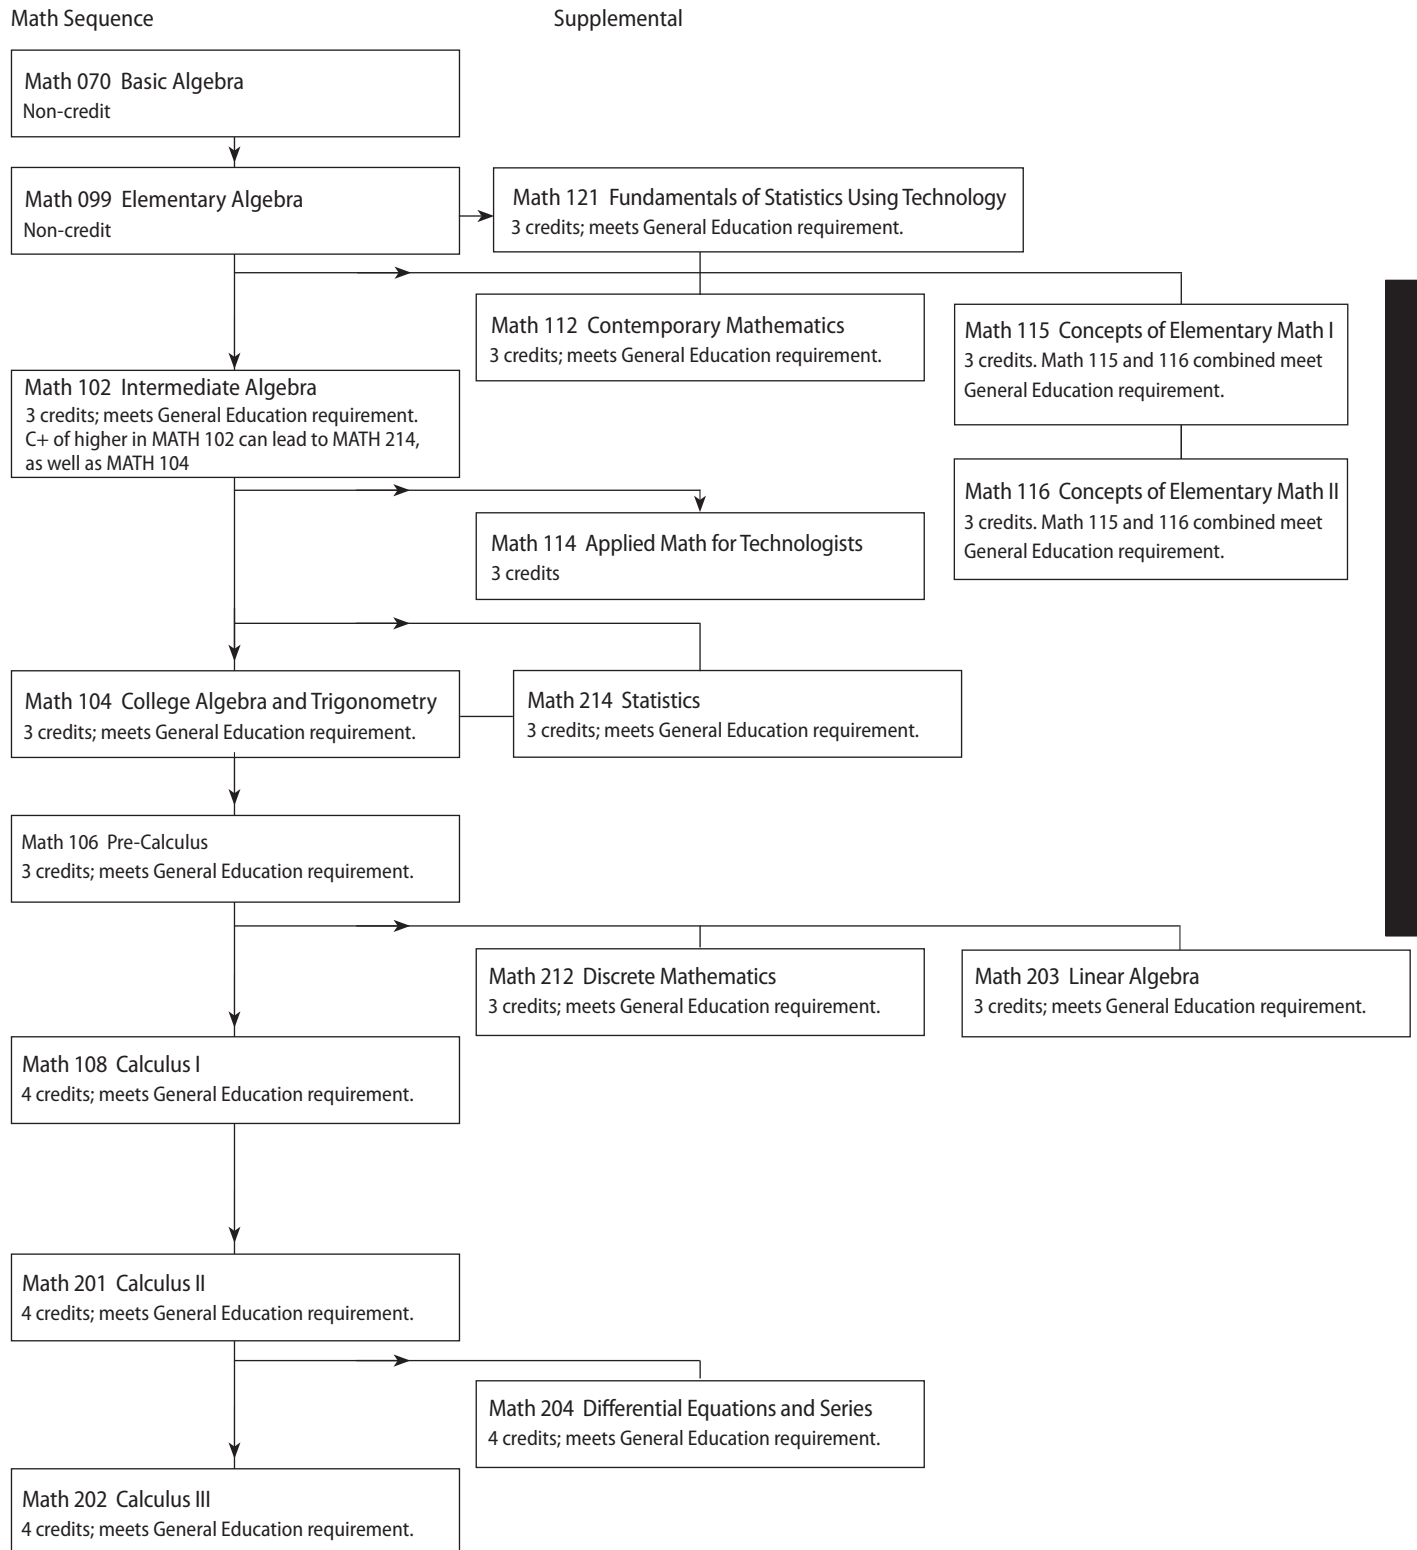 Math Sequence
Supplemental
Math 070 Basic Algebra
Non-credit
Math 099 Elementary Algebra
Non-credit
Math 121 Fundamentals of Statistics Using Technology
3 credits; meets General Education requirement.
Math 112 Contemporary Mathematics
3 credits; meets General Education requirement.
Math 115 Concepts of Elementary Math I
3 credits. Math 115 and 116 combined meet
General Education requirement.
Math 102 Intermediate Algebra
3 credits; meets General Education requirement.
C+ of higher in MATH 102 can lead to MATH 214,
as well as MATH 104
Math 116 Concepts of Elementary Math II
3 credits. Math 115 and 116 combined meet
General Education requirement.
Math 114 Applied Math for Technologists
3 credits
Math 104 College Algebra and Trigonometry
3 credits; meets General Education requirement.
Math 214 Statistics
3 credits; meets General Education requirement.
Math 106 Pre-Calculus
3 credits; meets General Education requirement.
Math 212 Discrete Mathematics
3 credits; meets General Education requirement.
Math 203 Linear Algebra
3 credits; meets General Education requirement.
Math 108 Calculus I
4 credits; meets General Education requirement.
Math 201 Calculus II
4 credits; meets General Education requirement.
Math 204 Differential Equations and Series
4 credits; meets General Education requirement.
Math 202 Calculus III
4 credits; meets General Education requirement.